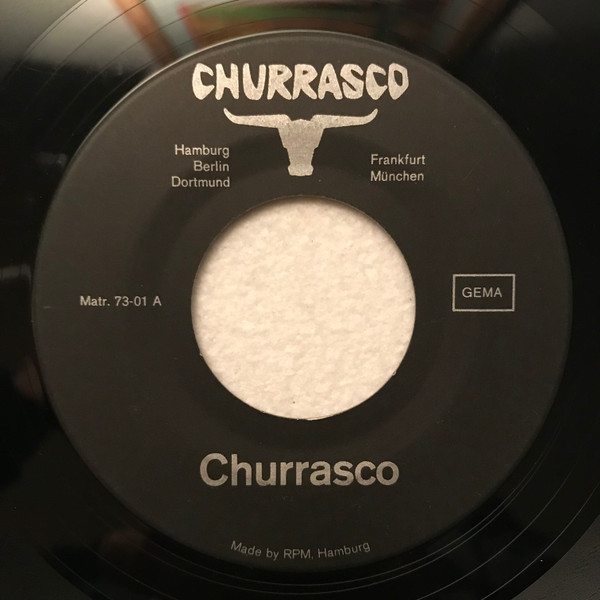 CHURRASCO
Hamburg
Berlin
Dortmund
Frankfurt
München
Matr. 73-01 A
GEMA
Churrasco
Made by RPM, Hamburg